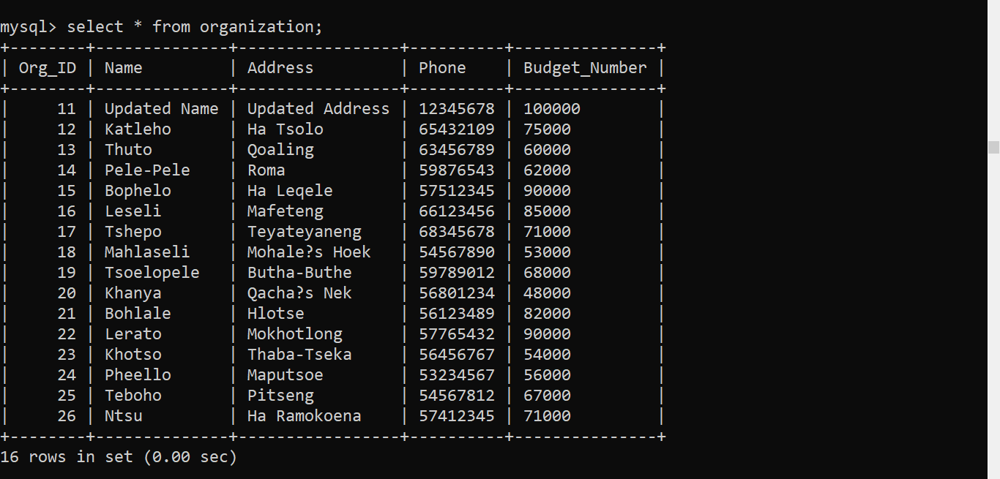 mysql> select * from organization;
+--------+--------------+-----------------+----------+---------------+
| Org_ID | Name         | Address         | Phone    | Budget_Number |
+--------+--------------+-----------------+----------+---------------+
|     11 | Updated Name | Updated Address | 12345678 | 100000        |
|     12 | Katleho      | Ha Tsolo        | 65432109 | 75000         |
|     13 | Thuto        | Qoaling         | 63456789 | 60000         |
|     14 | Pele-Pele    | Roma            | 59876543 | 62000         |
|     15 | Bophelo      | Ha Leqele       | 57512345 | 90000         |
|     16 | Leseli       | Mafeteng        | 66123456 | 85000         |
|     17 | Tshepo       | Teyateyaneng    | 68345678 | 71000         |
|     18 | Mahlaseli    | Mohale?s Hoek   | 54567890 | 53000         |
|     19 | Tsoelopele   | Butha-Buthe     | 59789012 | 68000         |
|     20 | Khanya       | Qacha?s Nek     | 56801234 | 48000         |
|     21 | Bohlale      | Hlotse          | 56123489 | 82000         |
|     22 | Lerato       | Mokhotlong      | 57765432 | 90000         |
|     23 | Khotso       | Thaba-Tseka     | 56456767 | 54000         |
|     24 | Pheello      | Maputsoe        | 53234567 | 56000         |
|     25 | Teboho       | Pitseng         | 54567812 | 67000         |
|     26 | Ntsu         | Ha Ramokoena    | 57412345 | 71000         |
+--------+--------------+-----------------+----------+---------------+
16 rows in set (0.00 sec)